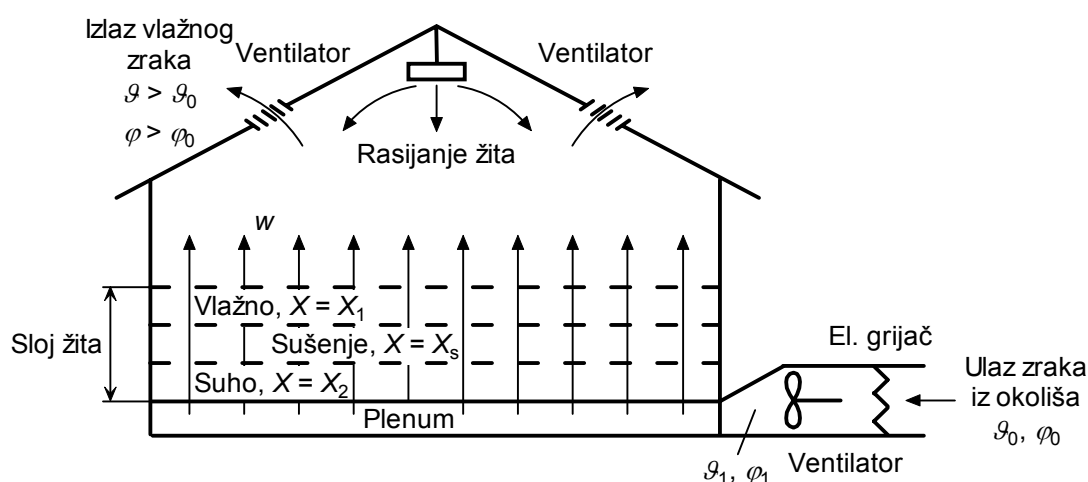 Izlaz vlažnog
zraka
ϑ > ϑ₀
φ > φ₀
Ventilator
Ventilator
Rasijanje žita
w
Sloj žita
Vlažno, X = X₁
Sušenje, X = Xₛ
Suho, X = X₂
Plenum
El. grijač
Ulaz zraka
iz okoliša
ϑ₀, φ₀
ϑ₁, φ₁
Ventilator